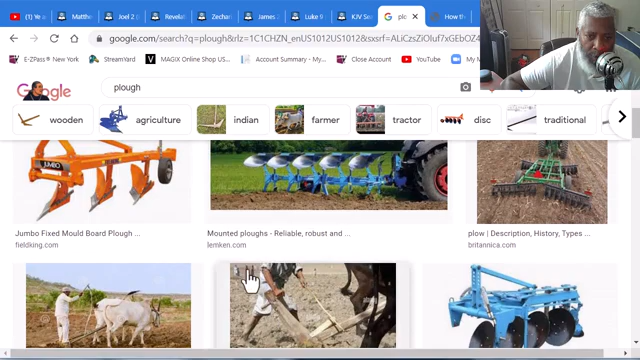 Matthe
Joel 2
Revelat
Zechar
James
Luke 9
KJV Sea
plo
How th
google.com/search?q=plough&rlz=1C1CHZN_enUS1012US1012&sxsrf=ALiCzsZiOluf7xGEbOZ4
E-ZPass® New York
StreamYard
MAGIX Online Shop US...
Account Summary - My...
Close Account
YouTube
My
Google
plough
wooden
agriculture
indian
farmer
tractor
disc
traditional
JUMBO
Jumbo Fixed Mould Board Plough ...
fieldking.com
Mounted ploughs - Reliable, robust and ...
lemken.com
plow | Description, History, Types ...
britannica.com